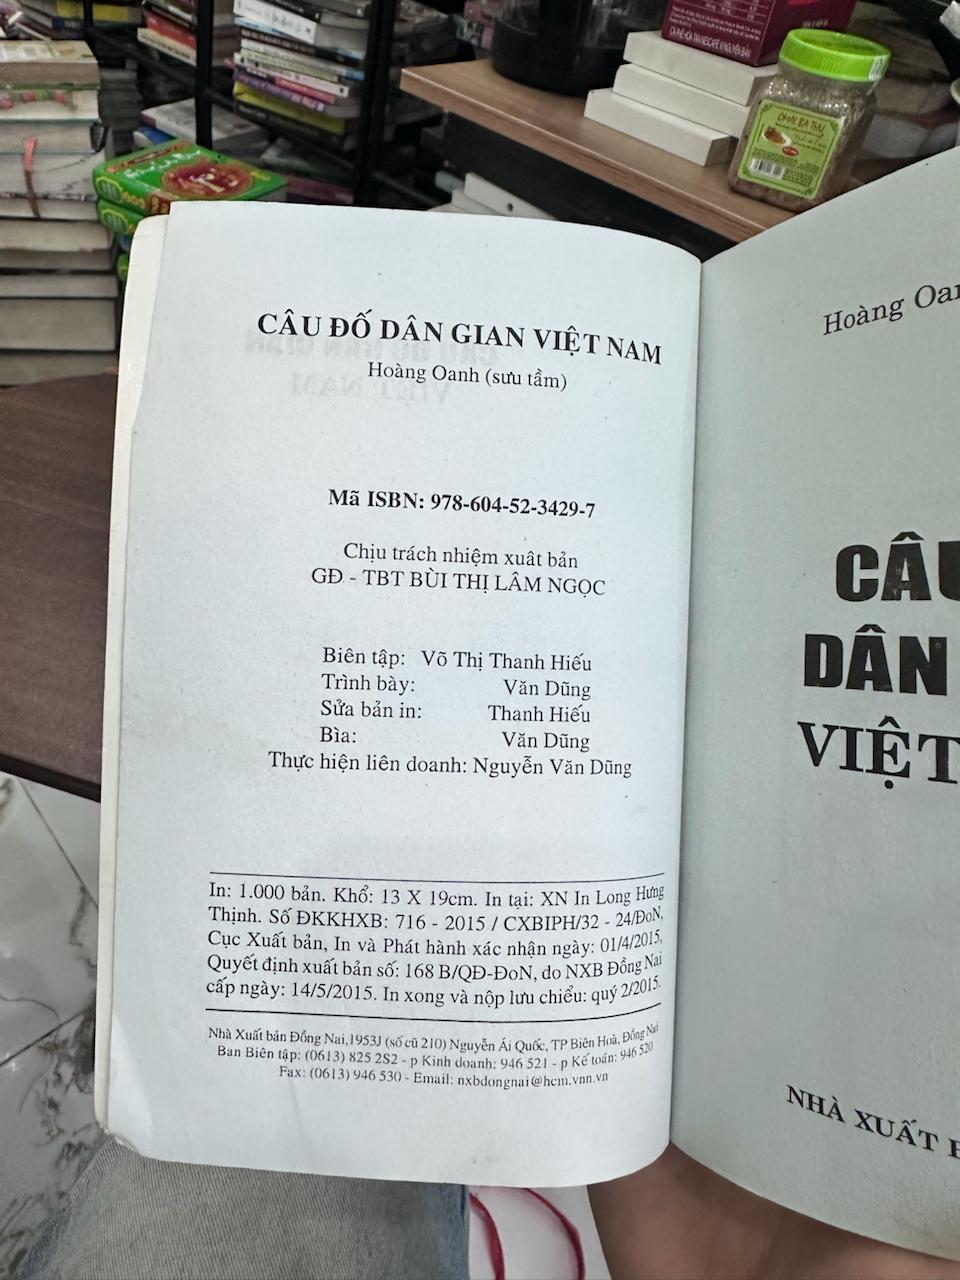 CÂU ĐỐ DÂN GIAN VIỆT NAM
Hoàng Oanh (sưu tầm)
Mã ISBN: 978-604-52-3429-7
Chịu trách nhiệm xuât bản
GĐ - TBT BÙI THỊ LÂM NGỌC
Biên tập: Võ Thị Thanh Hiếu
Trình bày: Văn Dũng
Sửa bản in: Thanh Hiếu
Bìa: Văn Dũng
Thực hiện liên doanh: Nguyễn Văn Dũng
In: 1.000 bản. Khổ: 13 X 19cm. In tại: XN In Long Hưng
Thịnh. Số ĐKKHXB: 716 - 2015 / CXBIPH/32 - 24/ĐoN,
Cục Xuất bản, In và Phát hành xác nhận ngày: 01/4/2015,
Quyết định xuất bản số: 168 B/QĐ-ĐoN, do NXB Đồng Nai
cấp ngày: 14/5/2015. In xong và nộp lưu chiểu: quý 2/2015.
Nhà Xuất bản Đồng Nai,1953J (số cũ 210) Nguyễn Ái Quốc, TP Biên Hoà, Đồng Nai
Ban Biên tập: (0613) 825 2S2 - p Kinh doanh: 946 521 - p Kế toán: 946 520
Fax: (0613) 946 530 - Email: nxbdongnai@hcm.vnn.vn
Hoàng
DÂN
VIỆT
NHÀ XUẤT